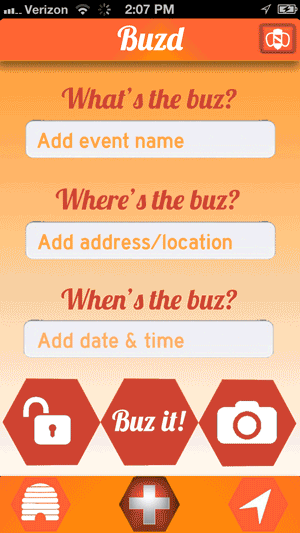 Verizon 2:07 PM
Buzd
What's the buz?
Add event name
Where's the buz?
Add address/location
When's the buz?
Add date & time
Buz it!